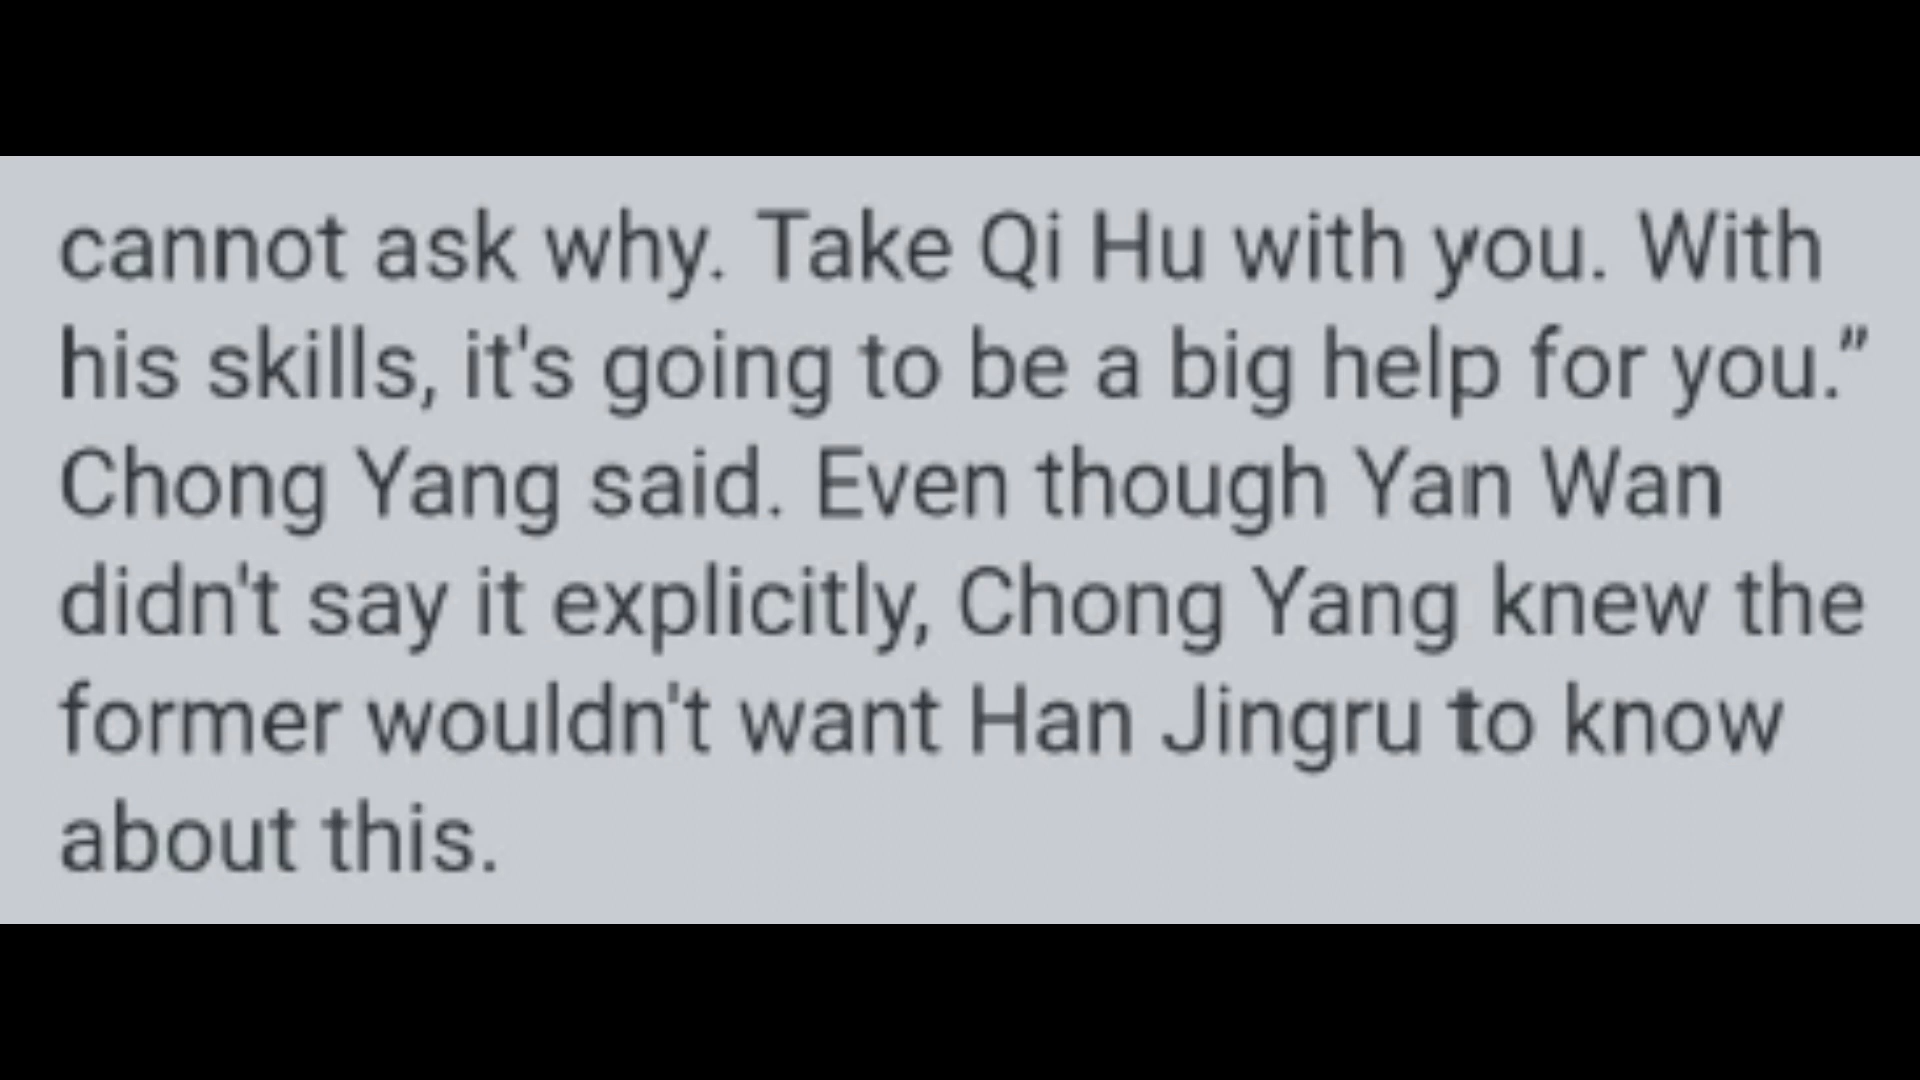 cannot ask why. Take Qi Hu with you. With
his skills, it's going to be a big help for you.”
Chong Yang said. Even though Yan Wan
didn't say it explicitly, Chong Yang knew the
former wouldn't want Han Jingru to know
about this.